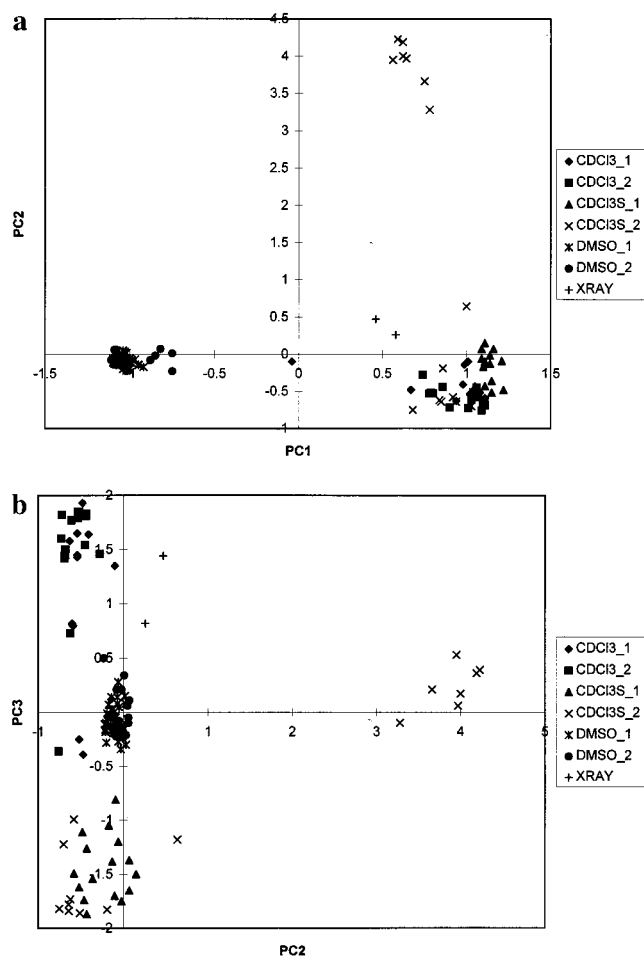 a
4.5
4
3.5
3
2.5
2
1.5
1
0.5
0
-0.5
-1.5 -1 -0.5 0.5 1 1.5
PC2
PC1
CDCl3_1
CDCl3_2
CDCl3S_1
CDCl3S_2
DMSO_1
DMSO_2
XRAY
b
2
1.5
1
0.5
-1 1 2 3 4 5
-0.5
-1
-1.5
-2
PC3
PC2
CDCl3_1
CDCl3_2
CDCl3S_1
CDCl3S_2
DMSO_1
DMSO_2
XRAY